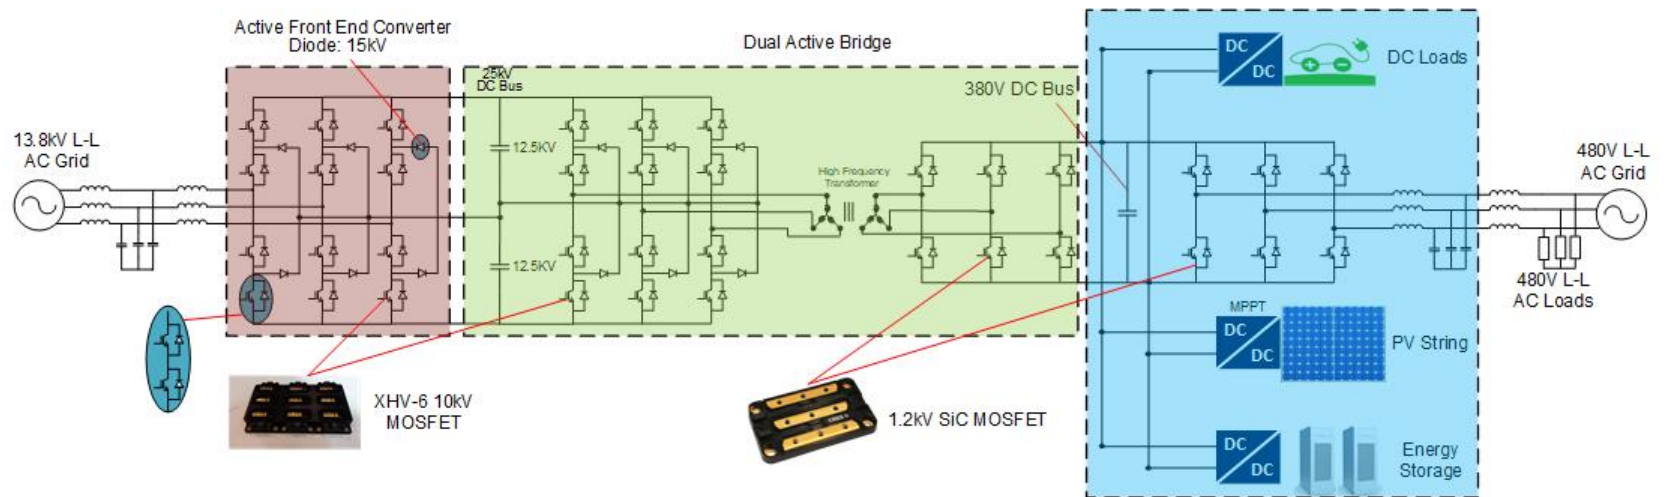 Active Front End Converter
Diode: 15kV
Dual Active Bridge
25kV
DC Bus
380V DC Bus
DC
DC
DC Loads
13.8kV L-L
AC Grid
12.5KV
High Frequency
Transformer
480V L-L
AC Grid
12.5KV
480V L-L
AC Loads
MPPT
DC
DC
PV String
XHV-6 10kV
MOSFET
1.2kV SiC MOSFET
DC
DC
Energy
Storage